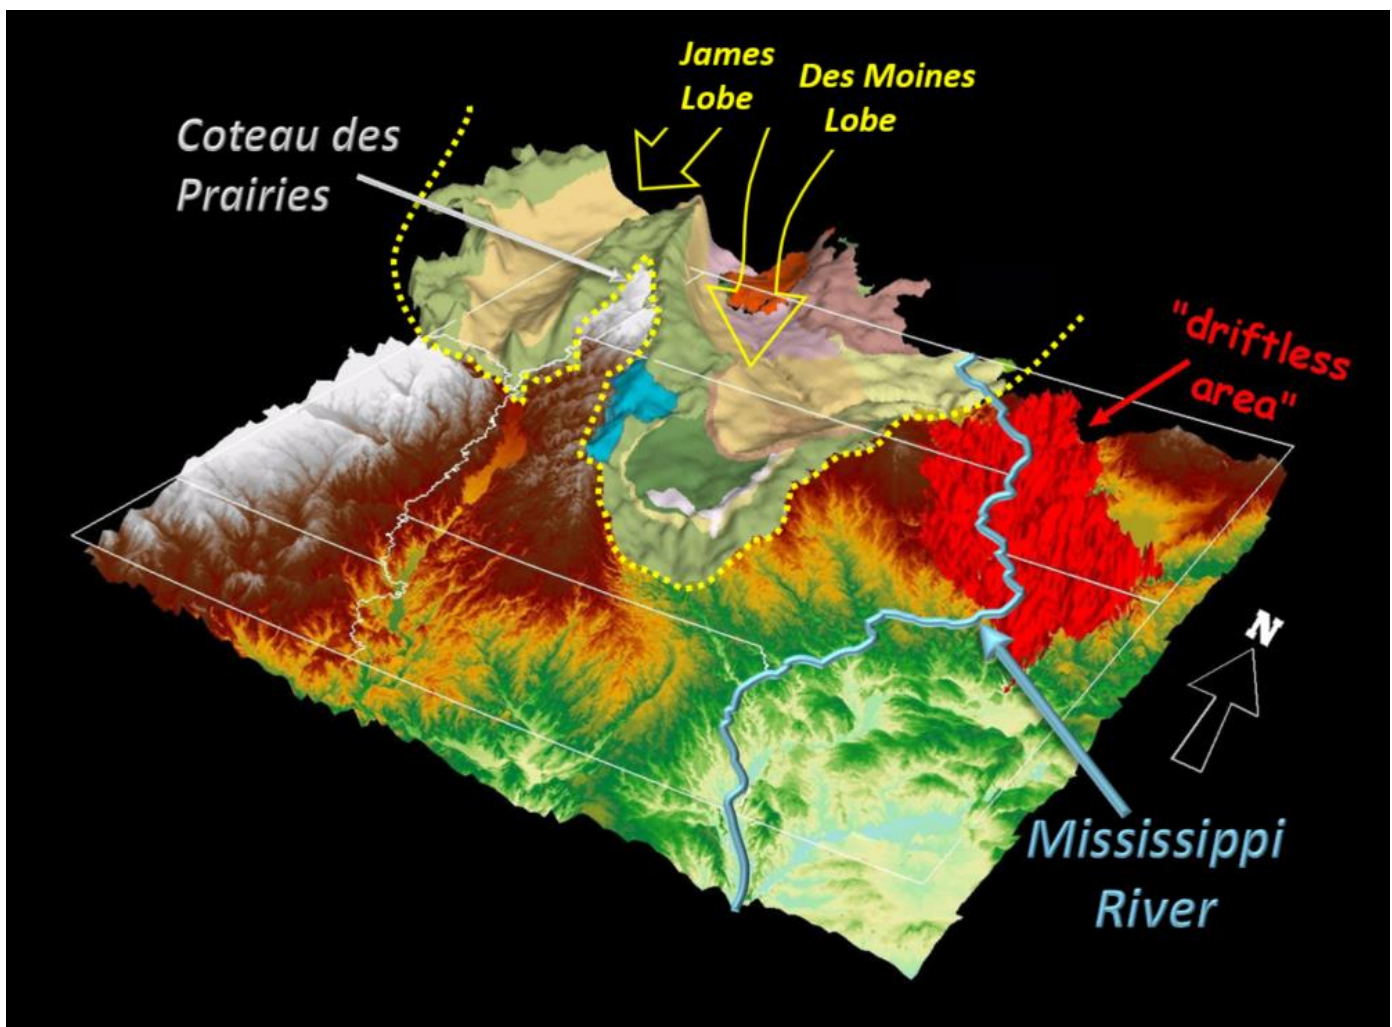 James
Lobe
Des Moines
Lobe
Coteau des
Prairies
"driftless
area"
N
Mississippi
River